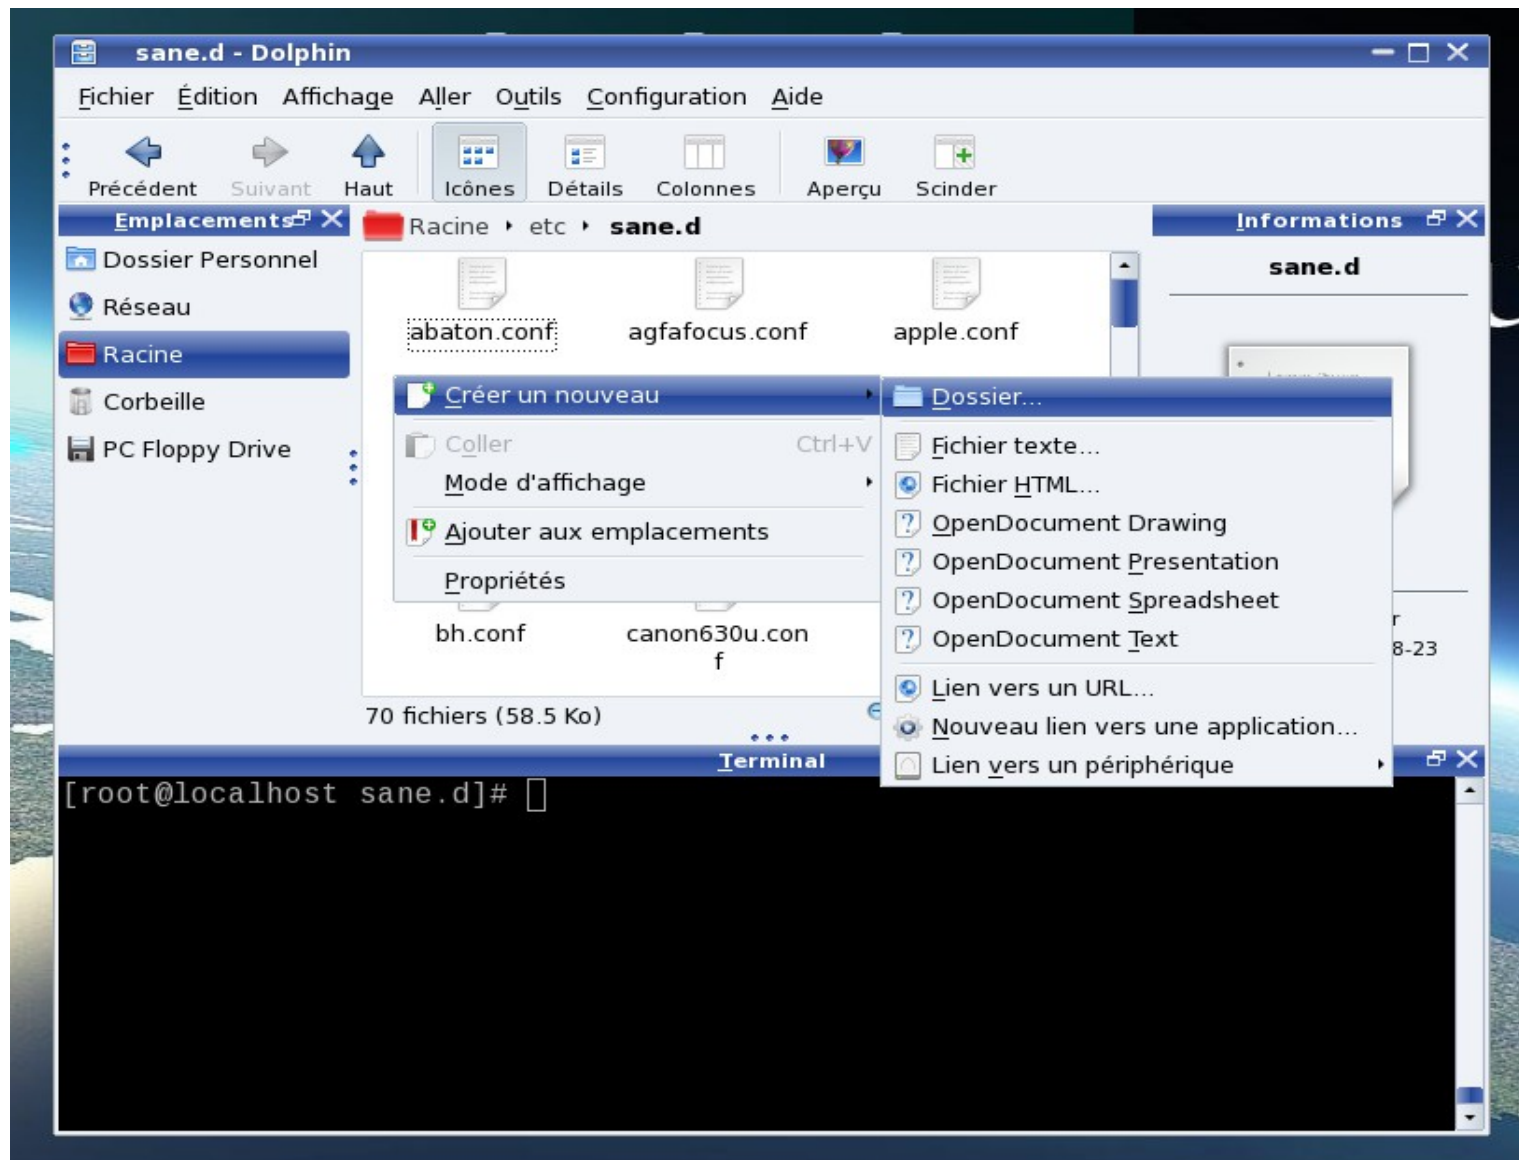 sane.d - Dolphin
Fichier Édition Affichage Aller Outils Configuration Aide
Précédent Suivant Haut Icônes Détails Colonnes Aperçu Scinder
Emplacements
Dossier Personnel
Réseau
Racine
Corbeille
PC Floppy Drive
Racine etc sane.d
abaton.conf agfafocus.conf apple.conf
Créer un nouveau
Coller Ctrl+V
Mode d'affichage
Ajouter aux emplacements
Propriétés
Dossier...
Fichier texte...
Fichier HTML...
OpenDocument Drawing
OpenDocument Presentation
OpenDocument Spreadsheet
OpenDocument Text
Lien vers un URL...
Nouveau lien vers une application...
Lien vers un périphérique
bh.conf canon630u.con
f
70 fichiers (58.5 Ko)
Informations
sane.d
r
8-23
Terminal
[root@localhost sane.d]#